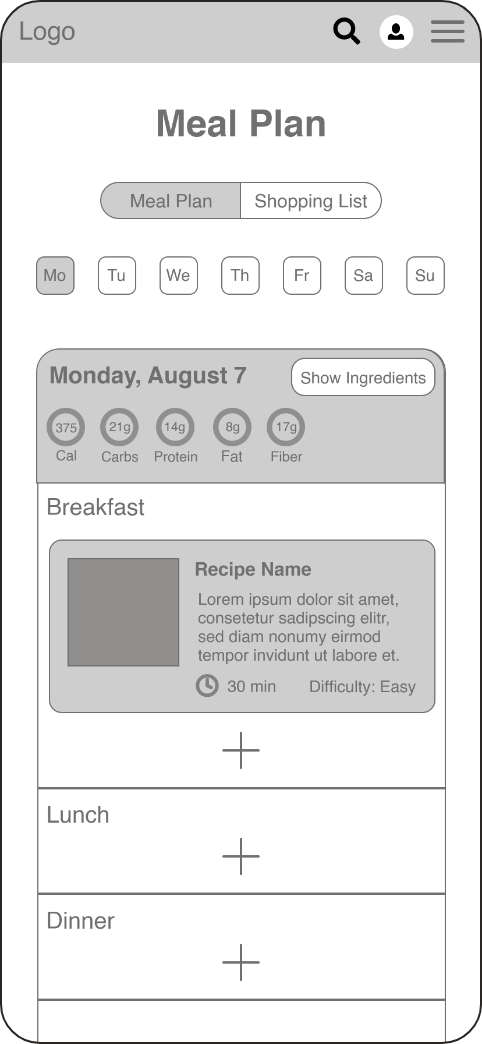 Logo
Meal Plan
Meal Plan Shopping List
Mo Tu We Th Fr Sa Su
Monday, August 7 Show Ingredients
375 21g 14g 8g 17g
Cal Carbs Protein Fat Fiber
Breakfast
Recipe Name
Lorem ipsum dolor sit amet,
consetetur sadipscing elitr,
sed diam nonumy eirmod
tempor invidunt ut labore et.
30 min Difficulty: Easy
Lunch
Dinner